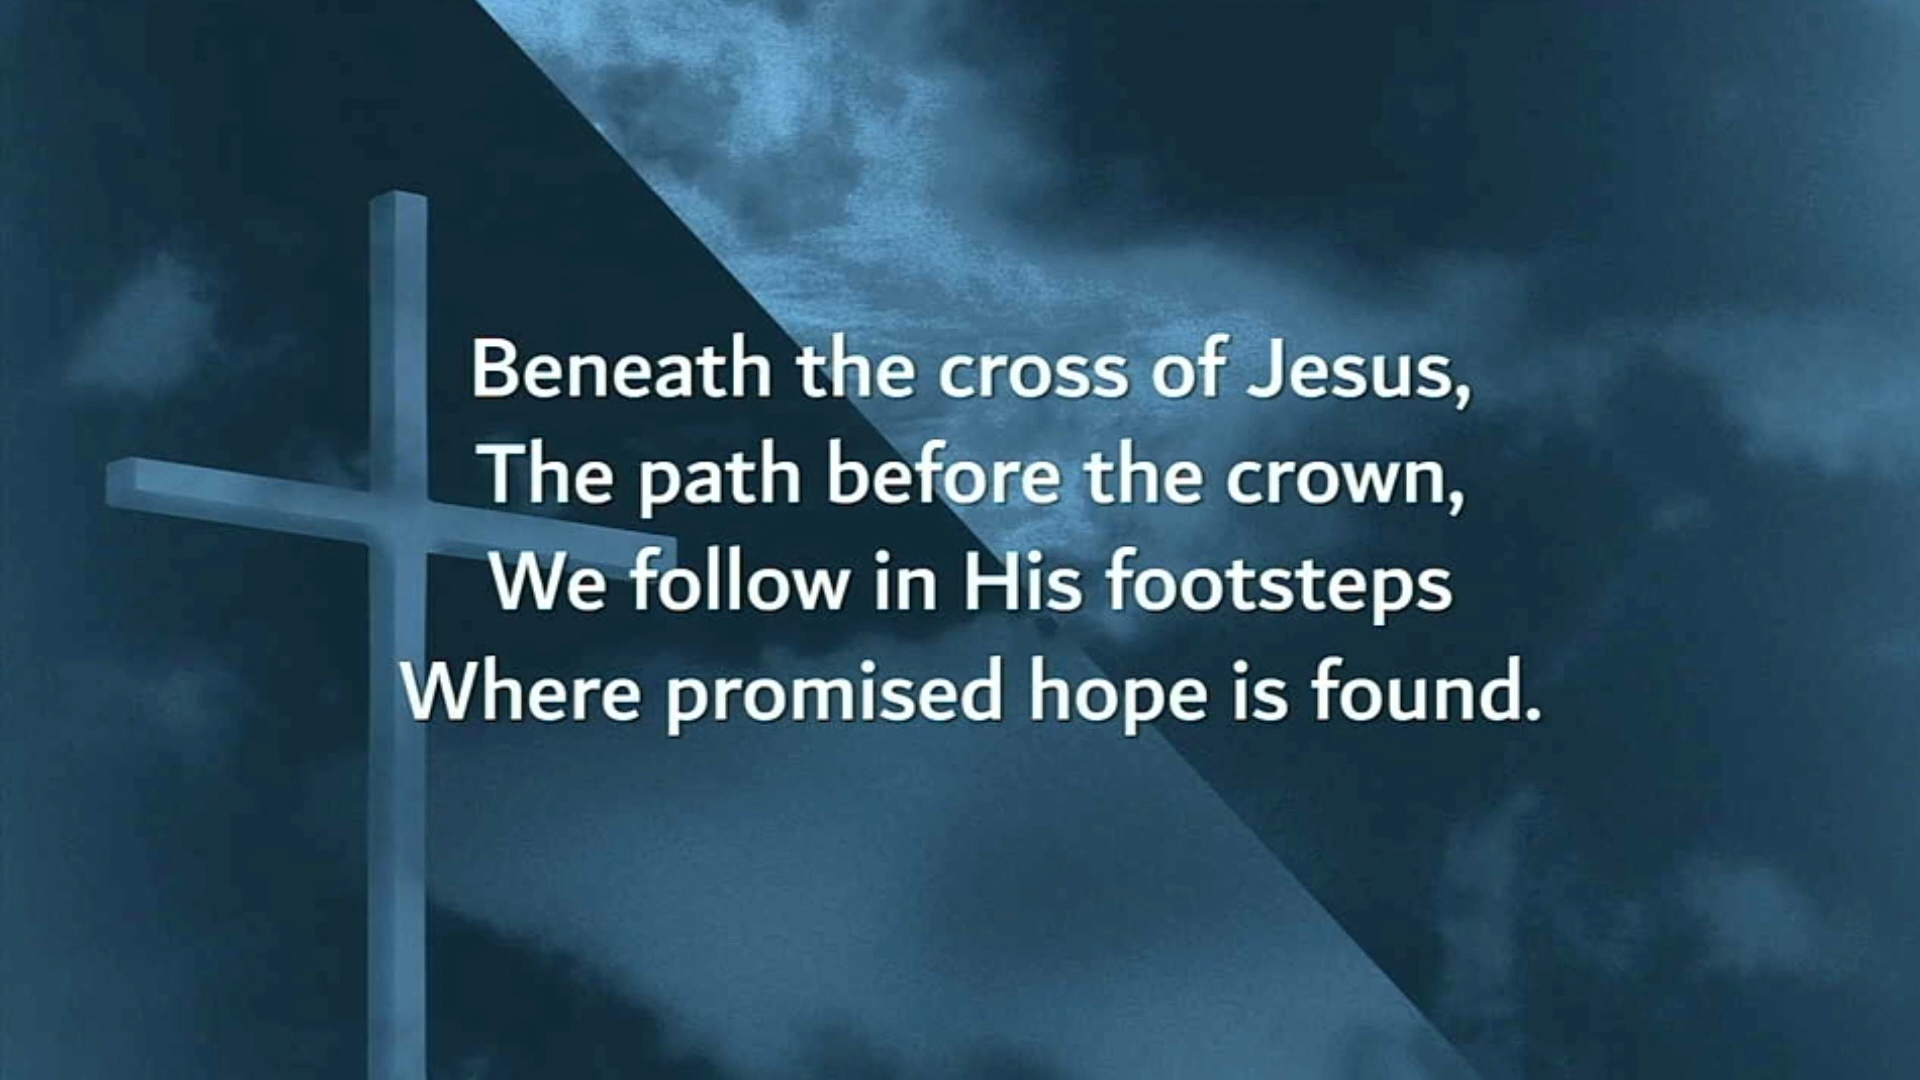 Beneath the cross of Jesus,
The path before the crown,
We follow in His footsteps
Where promised hope is found.